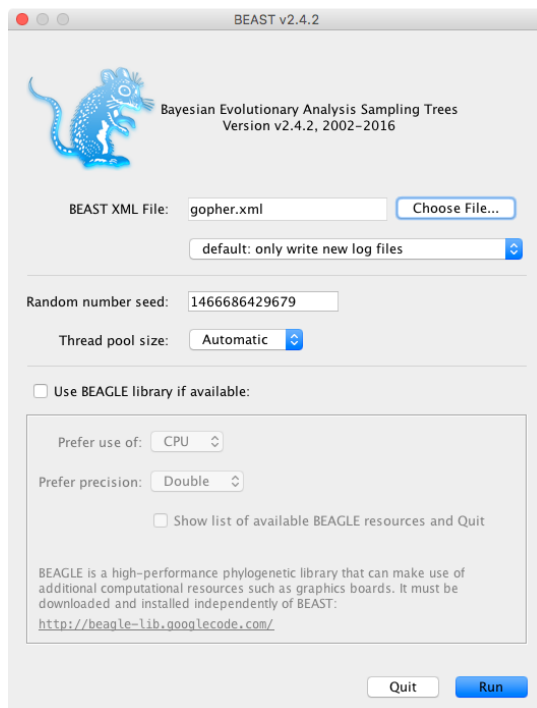 BEAST v2.4.2
Bayesian Evolutionary Analysis Sampling Trees
Version v2.4.2, 2002-2016
BEAST XML File: gopher.xml Choose File...
default: only write new log files
Random number seed: 1466686429679
Thread pool size: Automatic
Use BEAGLE library if available:
Prefer use of: CPU
Prefer precision: Double
Show list of available BEAGLE resources and Quit
BEAGLE is a high-performance phylogenetic library that can make use of
additional computational resources such as graphics boards. It must be
downloaded and installed independently of BEAST:
http://beagle-lib.googlecode.com/
Quit Run